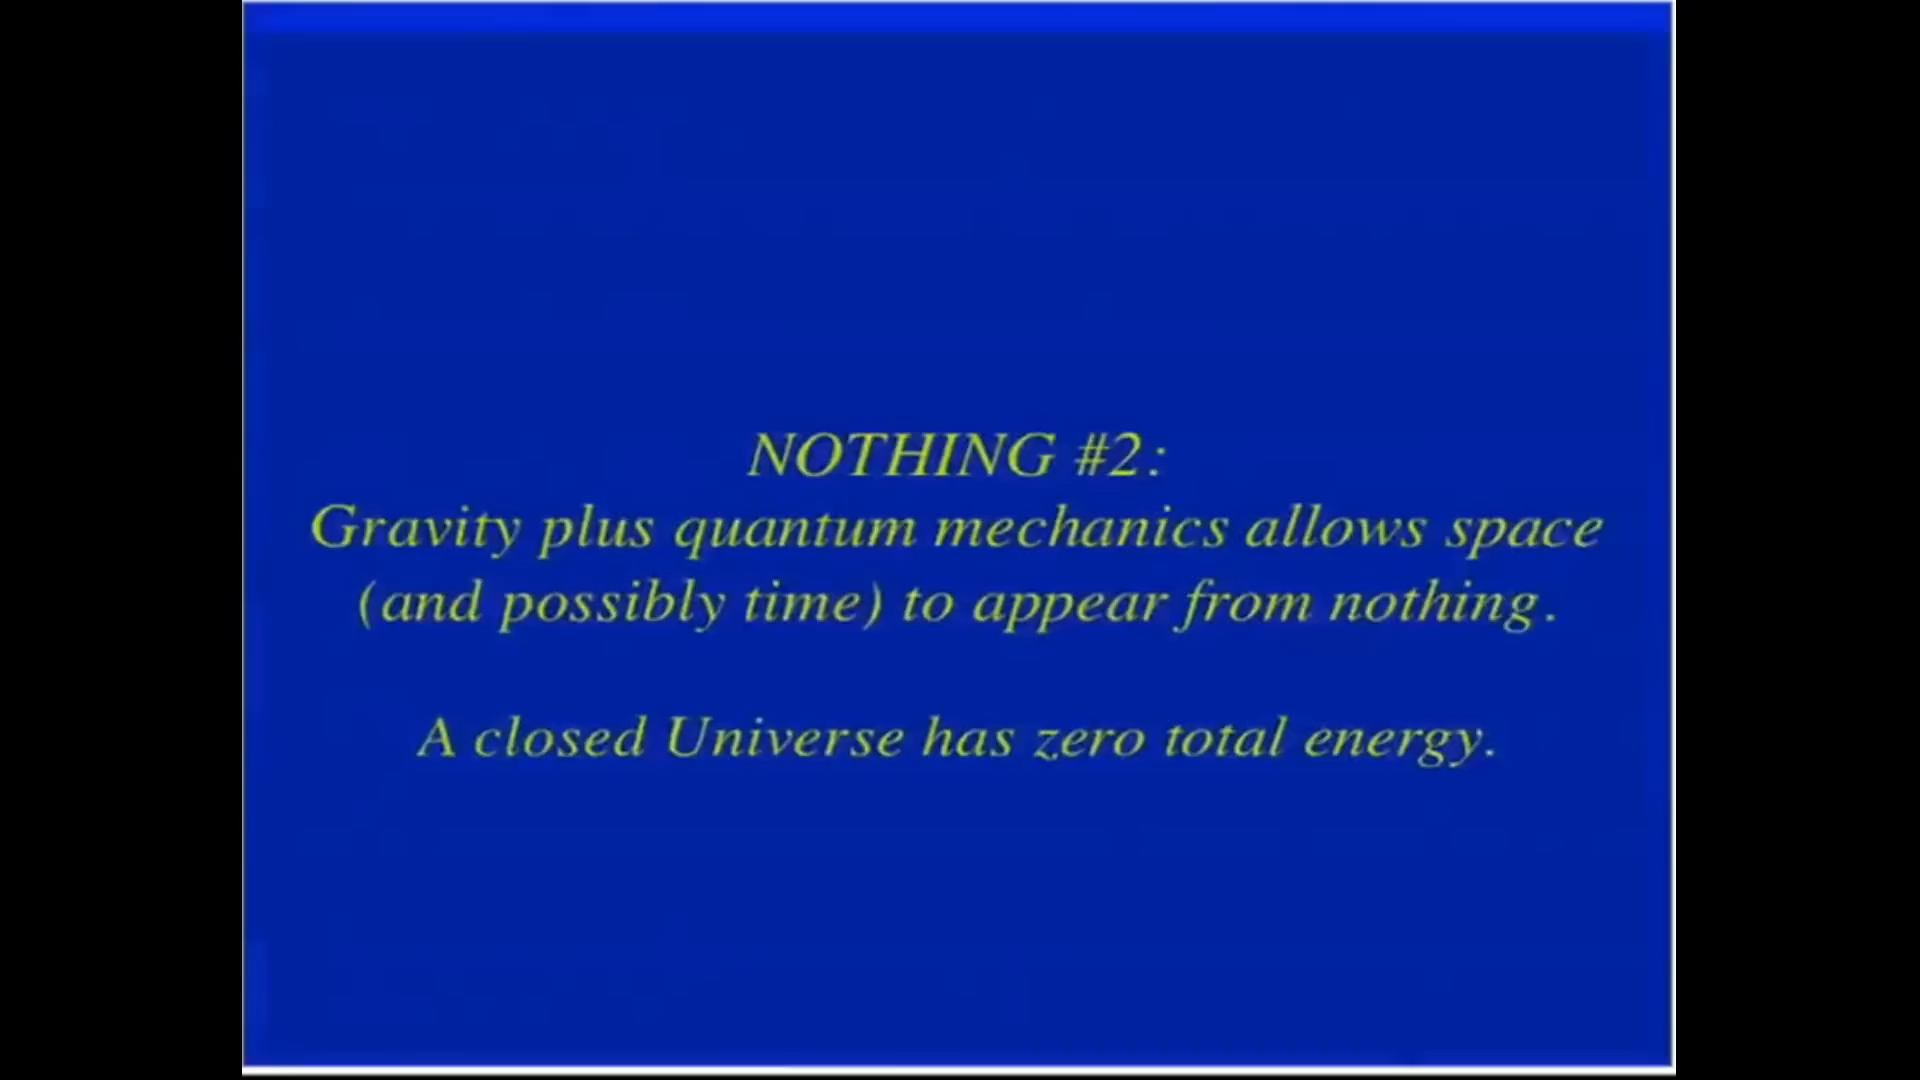 NOTHING #2:
Gravity plus quantum mechanics allows space
(and possibly time) to appear from nothing.
A closed Universe has zero total energy.